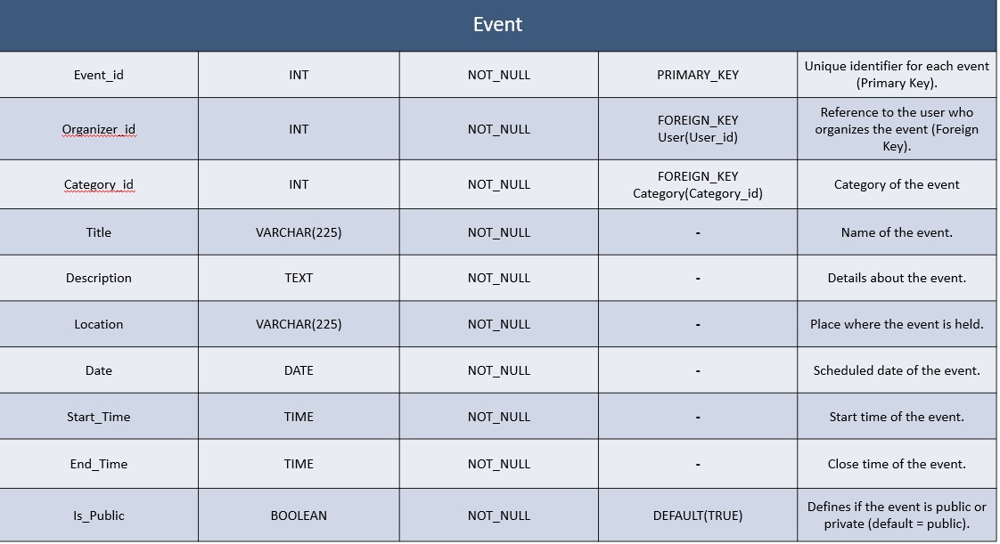 Event
Event_id INT NOT_NULL PRIMARY_KEY Unique identifier for each event
(Primary Key).
Organizer_id INT NOT_NULL FOREIGN_KEY
User(User_id) Reference to the user who
organizes the event (Foreign
Key).
Category_id INT NOT_NULL FOREIGN_KEY
Category(Category_id) Category of the event
Title VARCHAR(225) NOT_NULL - Name of the event.
Description TEXT NOT_NULL - Details about the event.
Location VARCHAR(225) NOT_NULL - Place where the event is held.
Date DATE NOT_NULL - Scheduled date of the event.
Start_Time TIME NOT_NULL - Start time of the event.
End_Time TIME NOT_NULL - Close time of the event.
Is_Public BOOLEAN NOT_NULL DEFAULT(TRUE) Defines if the event is public or
private (default = public).